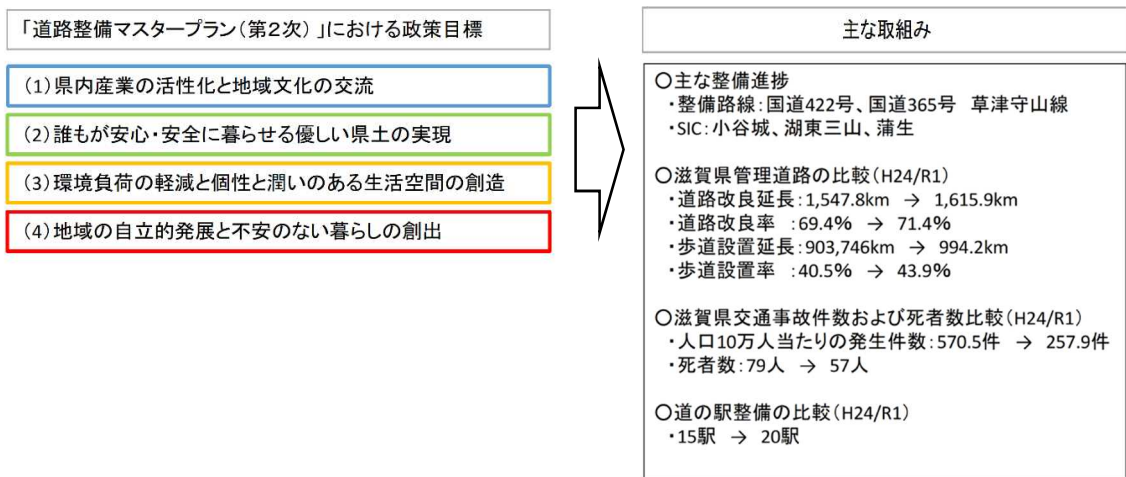 「道路整備マスタープラン（第２次）」における政策目標
(1)県内産業の活性化と地域文化の交流
(2)誰もが安心・安全に暮らせる優しい県土の実現
(3)環境負荷の軽減と個性と潤いのある生活空間の創造
(4)地域の自立的発展と不安のない暮らしの創出
主な取組み
〇主な整備進捗
・整備路線：国道422号、国道365号　草津守山線
・SIC：小谷城、湖東三山、蒲生
〇滋賀県管理道路の比較（H24/R1）
・道路改良延長：1,547.8km → 1,615.9km
・道路改良率　：69.4% → 71.4%
・歩道設置延長：903,746km → 994.2km
・歩道設置率　：40.5% → 43.9%
〇滋賀県交通事故件数および死者数比較（H24/R1）
・人口10万人当たりの発生件数：570.5件 → 257.9件
・死者数：79人 → 57人
〇道の駅整備の比較（H24/R1）
・15駅 → 20駅